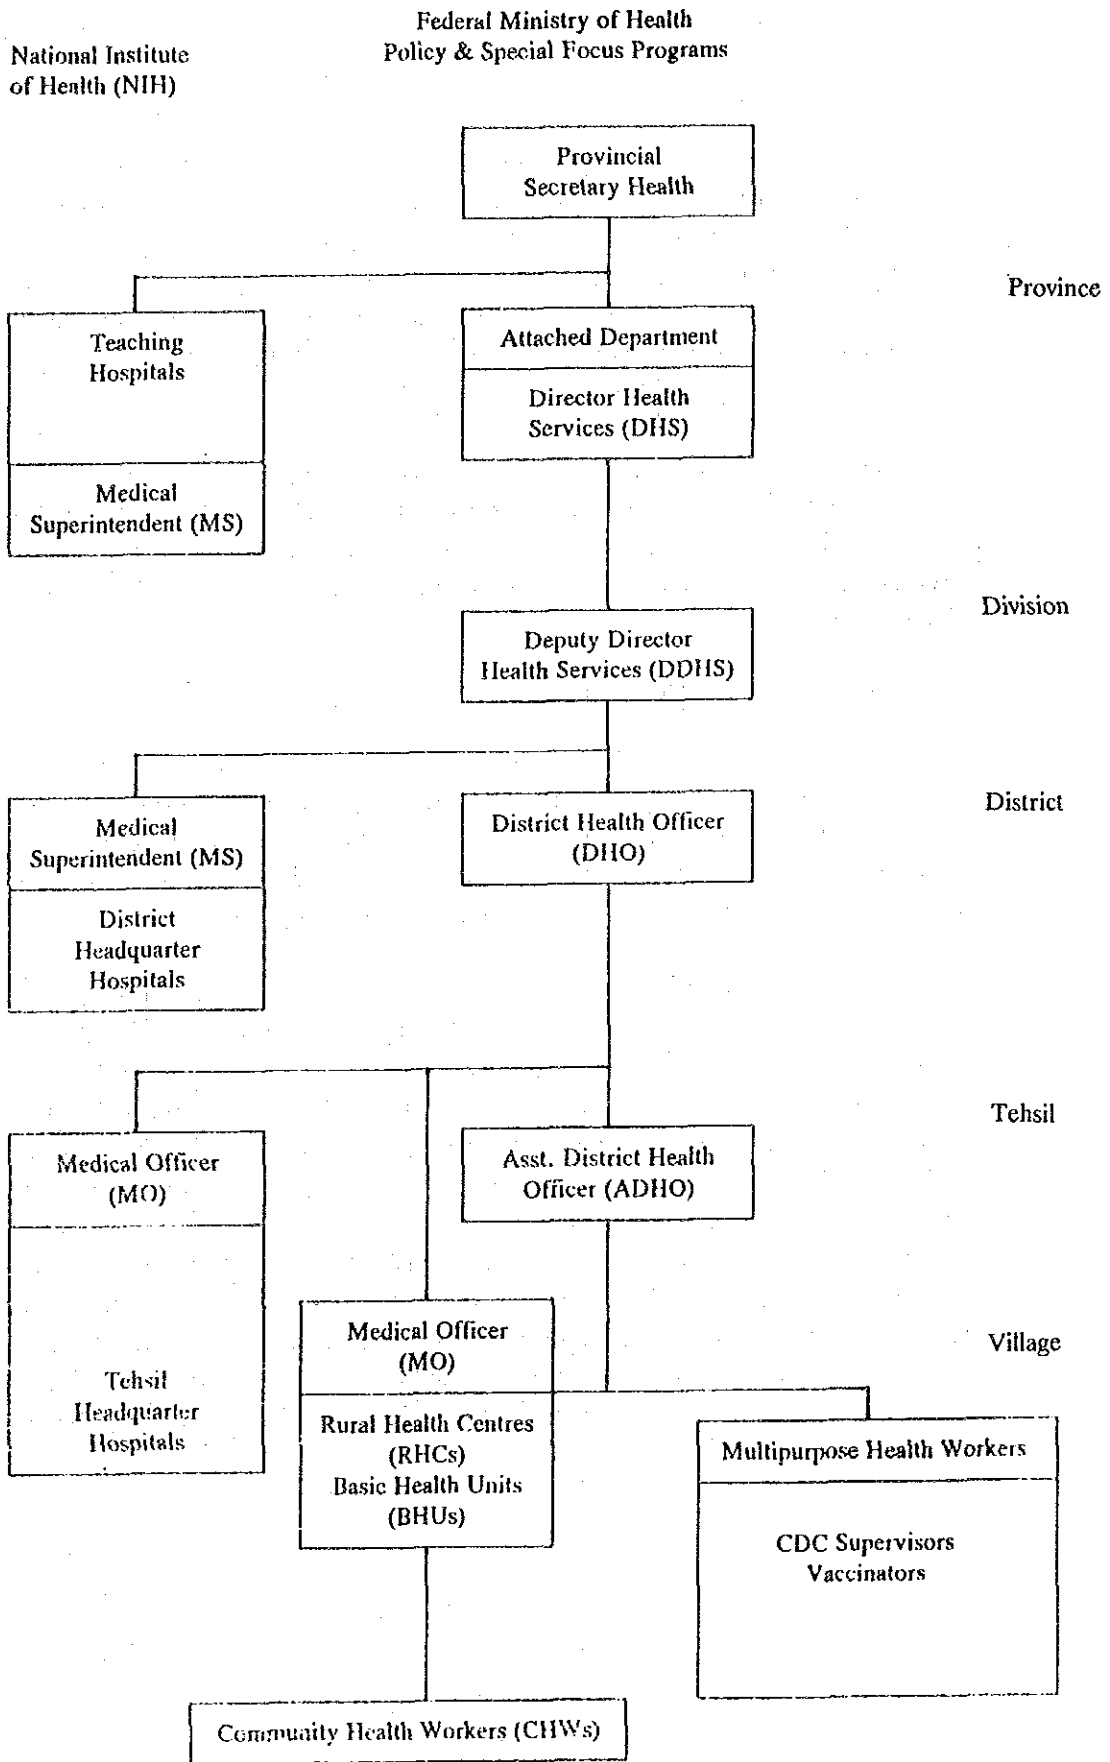 Federal Ministry of Health
Policy & Special Focus Programs
National Institute
of Health (NIH)
Provincial
Secretary Health
Province
Teaching
Hospitals
Medical
Superintendent (MS)
Attached Department
Director Health
Services (DHS)
Division
Deputy Director
Health Services (DDHS)
District
Medical
Superintendent (MS)
District
Headquarter
Hospitals
District Health Officer
(DHO)
Tehsil
Medical Officer
(MO)
Tehsil
Headquarter
Hospitals
Asst. District Health
Officer (ADHO)
Village
Medical Officer
(MO)
Rural Health Centres
(RHCs)
Basic Health Units
(BHUs)
Multipurpose Health Workers
CDC Supervisors
Vaccinators
Community Health Workers (CHWs)